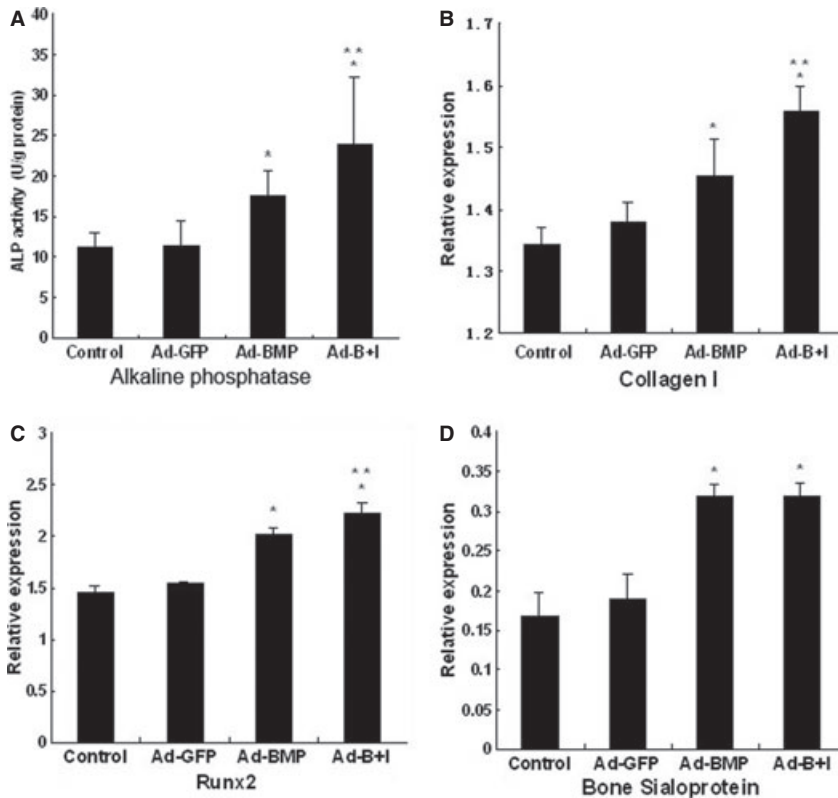 A
40
35
30
25
20
15
10
5
0
ALP activity (U/g protein)
**
*
*
Control Ad-GFP Ad-BMP Ad-B+I
Alkaline phosphatase
B
1.7
1.6
1.5
1.4
1.3
1.2
Relative expression
**
*
*
Control Ad-GFP Ad-BMP Ad-B+I
Collagen I
C
3
2.5
2
1.5
1
0.5
0
Relative expression
**
*
*
Control Ad-GFP Ad-BMP Ad-B+I
Runx2
D
0.4
0.35
0.3
0.25
0.2
0.15
0.1
0.05
0
Relative expression
* *
Control Ad-GFP Ad-BMP Ad-B+I
Bone Sialoprotein